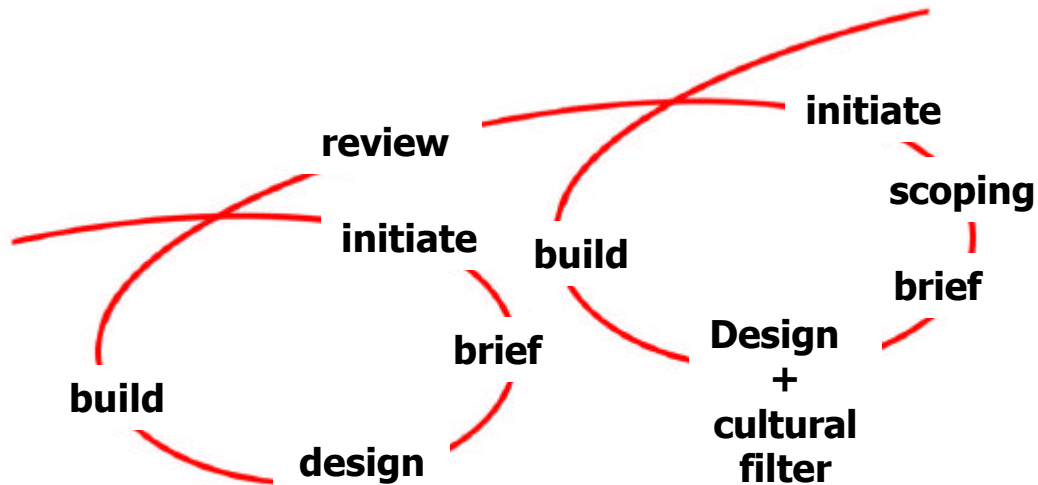 review
initiate
brief
design
build
initiate
scoping
brief
Design
+
cultural
filter
build